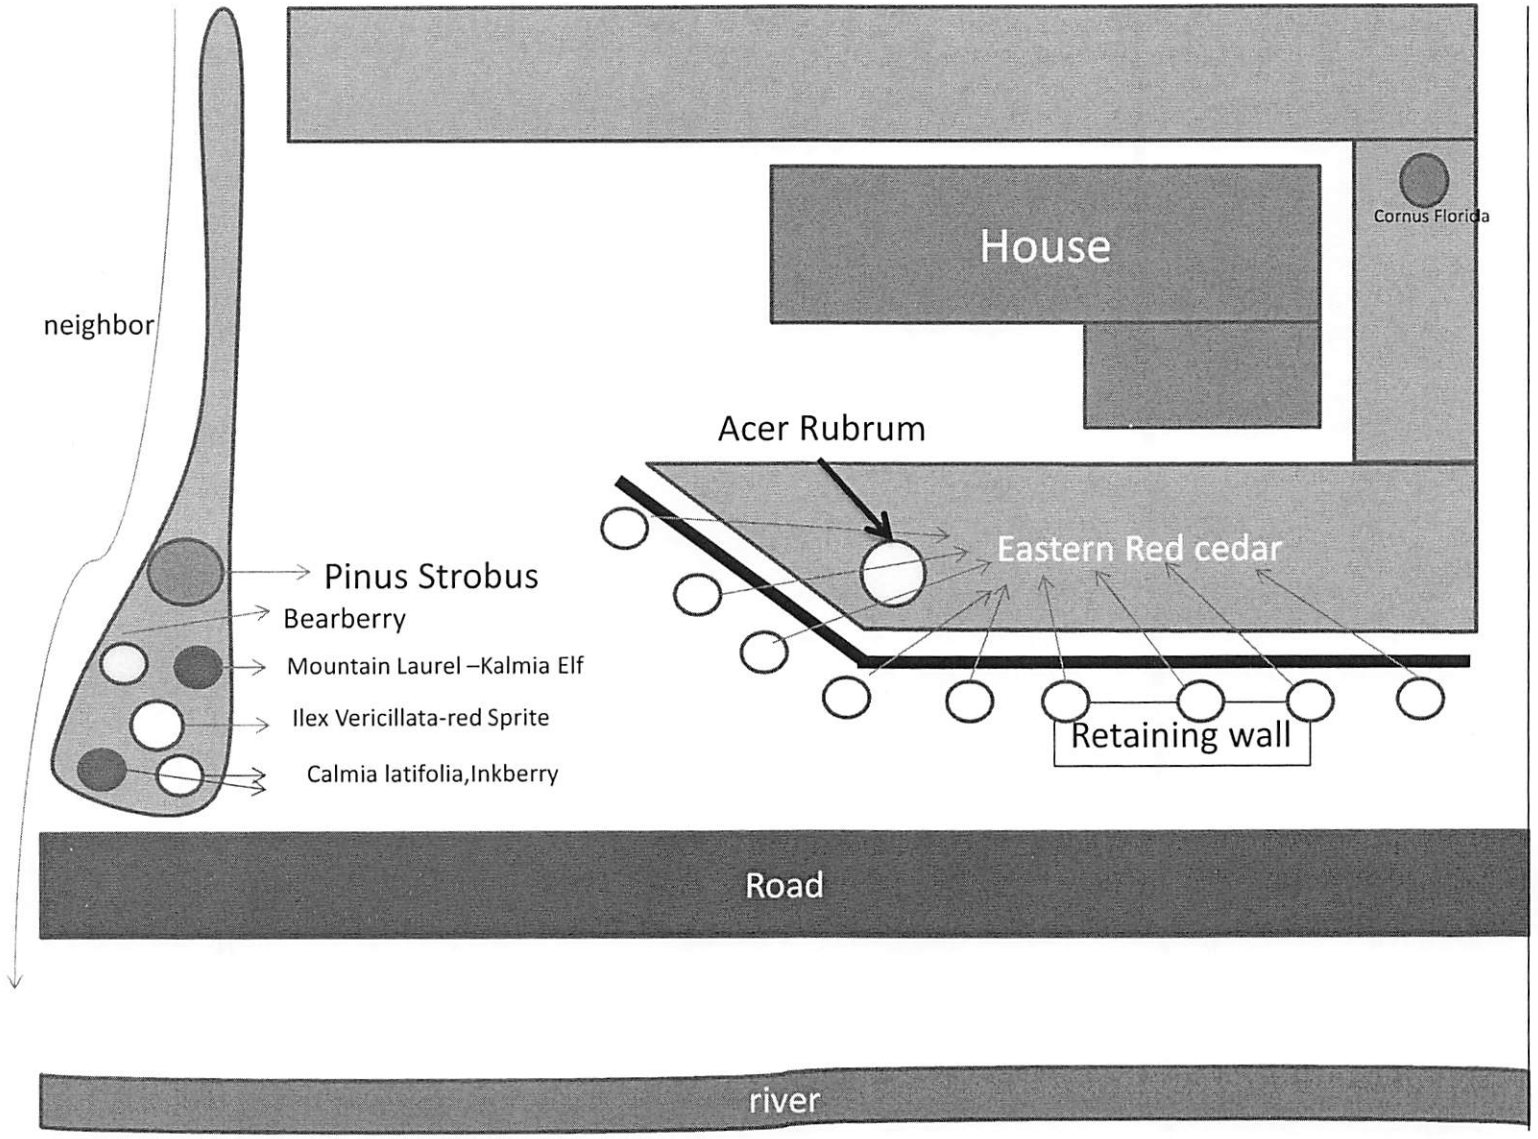 Cornus Florida
House
neighbor
Acer Rubrum
Eastern Red cedar
Pinus Strobus
Bearberry
Mountain Laurel –Kalmia Elf
Ilex Vericillata-red Sprite
Retaining wall
Calmia latifolia,Inkberry
Road
river